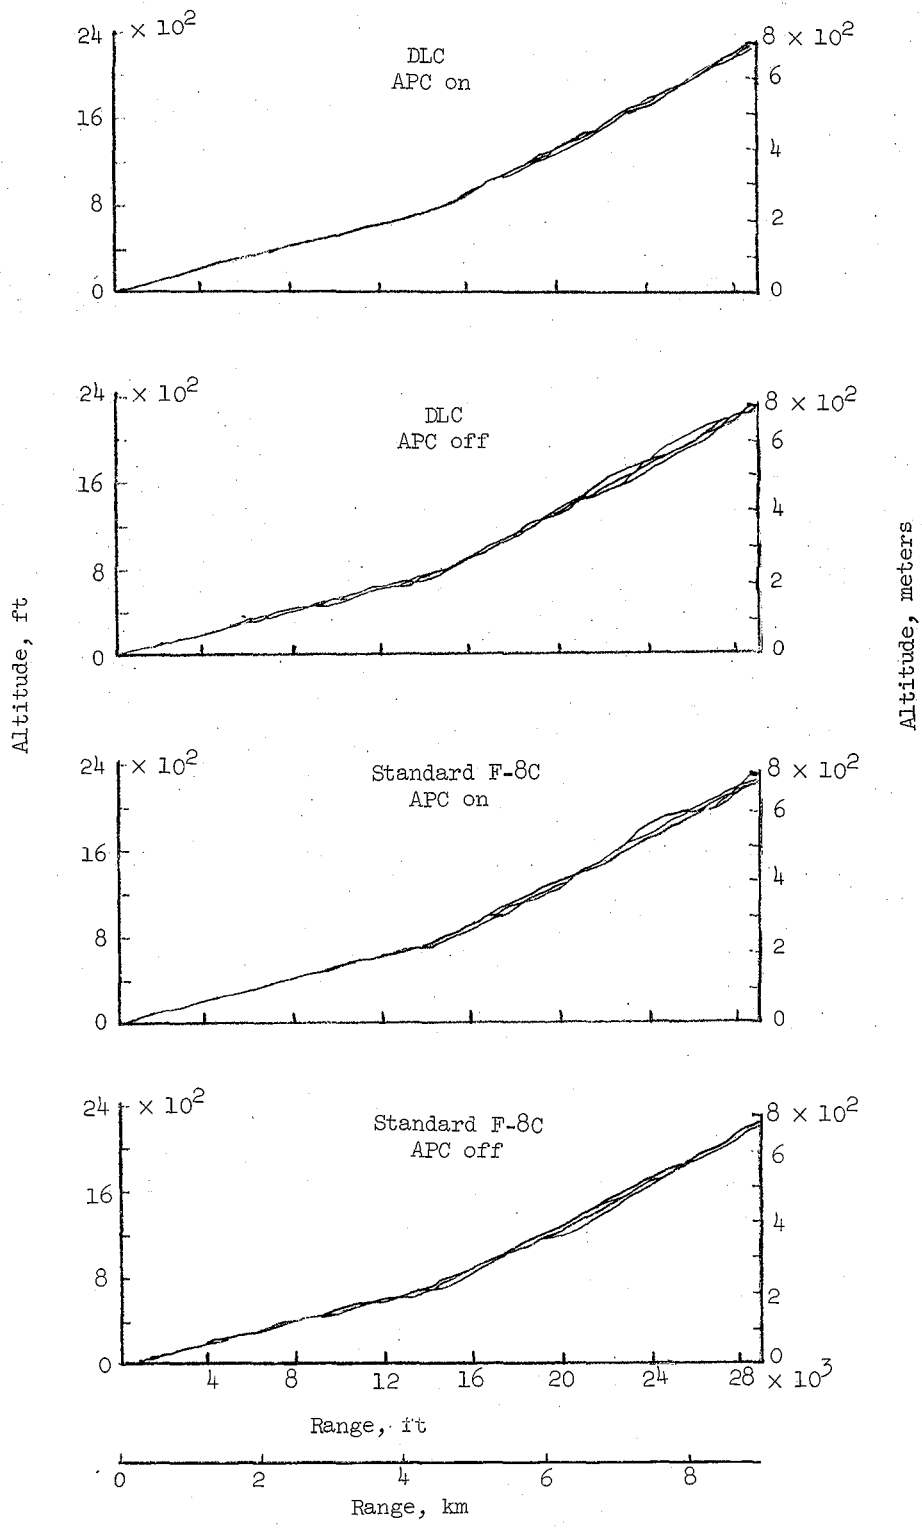 24 × 10²
8 × 10²
DLC
APC on
6
16
4
8
2
0
0
24 × 10²
8 × 10²
DLC
APC off
6
16
4
8
2
0
0
Altitude, ft
Altitude, meters
24 × 10²
8 × 10²
Standard F-8C
APC on
6
16
4
8
2
0
0
24 × 10²
8 × 10²
Standard F-8C
APC off
6
16
4
8
2
0
0
4 8 12 16 20 24 28 × 10³
Range, ft
0 2 4 6 8
Range, km